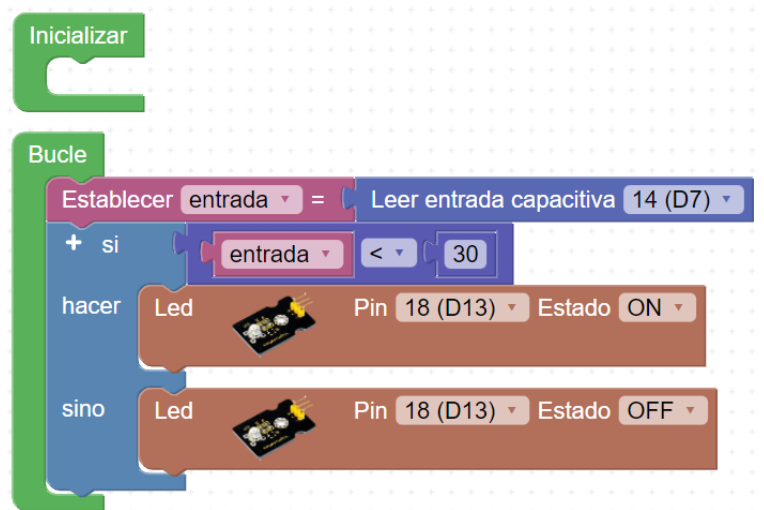 Inicializar
Bucle
Establecer entrada = Leer entrada capacitiva 14 (D7)
+ si entrada < 30
hacer Led Pin 18 (D13) Estado ON
sino Led Pin 18 (D13) Estado OFF